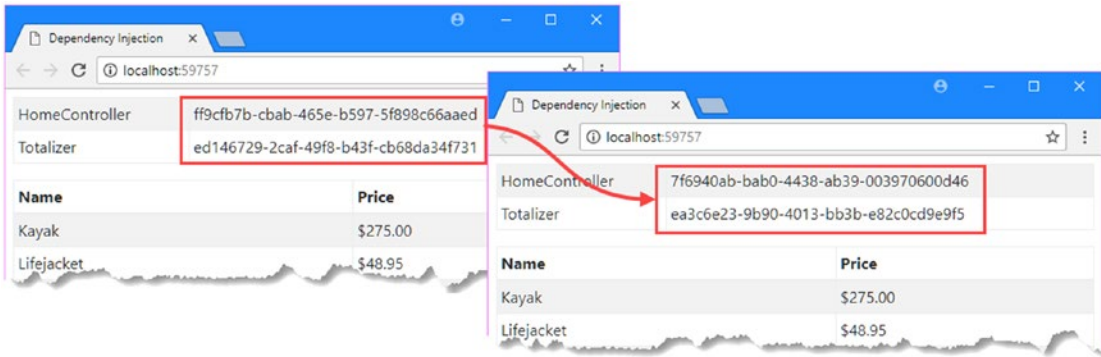 Dependency Injection
localhost:59757
HomeController ff9cfb7b-cbab-465e-b597-5f898c66aaed
Totalizer ed146729-2caf-49f8-b43f-cb68da34f731
Name Price
Kayak $275.00
Lifejacket $48.95
Dependency Injection
localhost:59757
HomeController 7f6940ab-bab0-4438-ab39-003970600d46
Totalizer ea3c6e23-9b90-4013-bb3b-e82c0cd9e9f5
Name Price
Kayak $275.00
Lifejacket $48.95